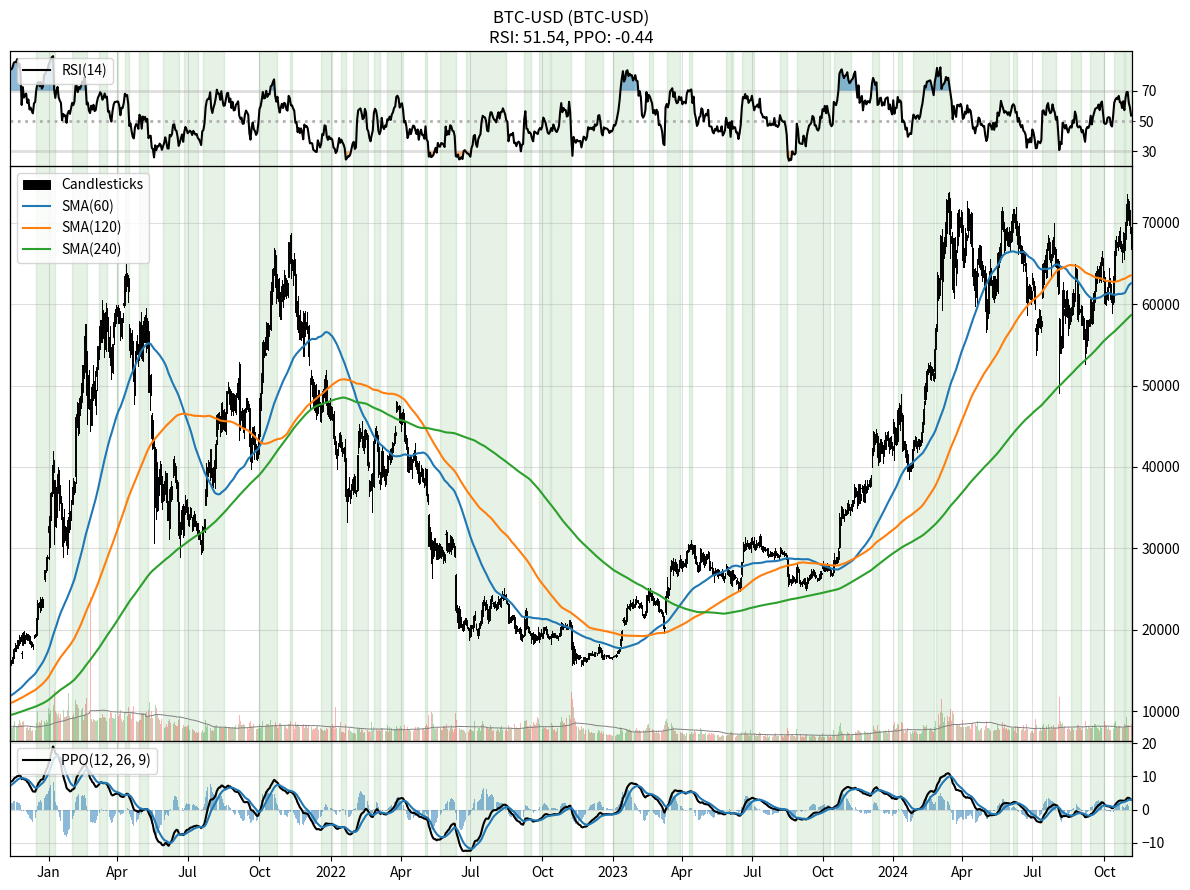 BTC-USD (BTC-USD)
RSI: 51.54, PPO: -0.44
RSI(14)
70
50
30
Candlesticks
SMA(60)
SMA(120)
SMA(240)
70000
60000
50000
40000
30000
20000
10000
PPO(12, 26, 9)
20
10
0
−10
Jan Apr Jul Oct 2022 Apr Jul Oct 2023 Apr Jul Oct 2024 Apr Jul Oct